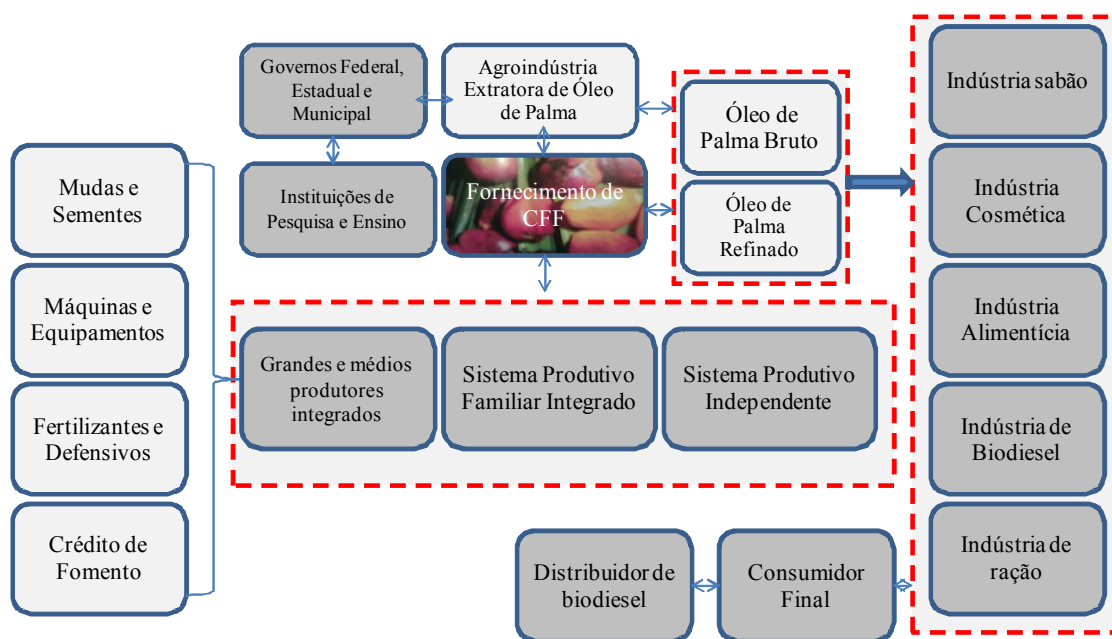 Governos Federal,
Estadual e
Municipal
Agroindústria
Extratora de Óleo
de Palma
Óleo de
Palma Bruto
Indústria sabão
Mudas e
Sementes
Instituições de
Pesquisa e Ensino
Fornecimento de
CFF
Óleo de
Palma
Refinado
Indústria
Cosmética
Máquinas e
Equipamentos
Indústria
Alimentícia
Grandes e médios
produtores
integrados
Sistema Produtivo
Familiar Integrado
Sistema Produtivo
Independente
Fertilizantes e
Defensivos
Indústria de
Biodiesel
Crédito de
Fomento
Distribuidor de
biodiesel
Consumidor
Final
Indústria de
ração